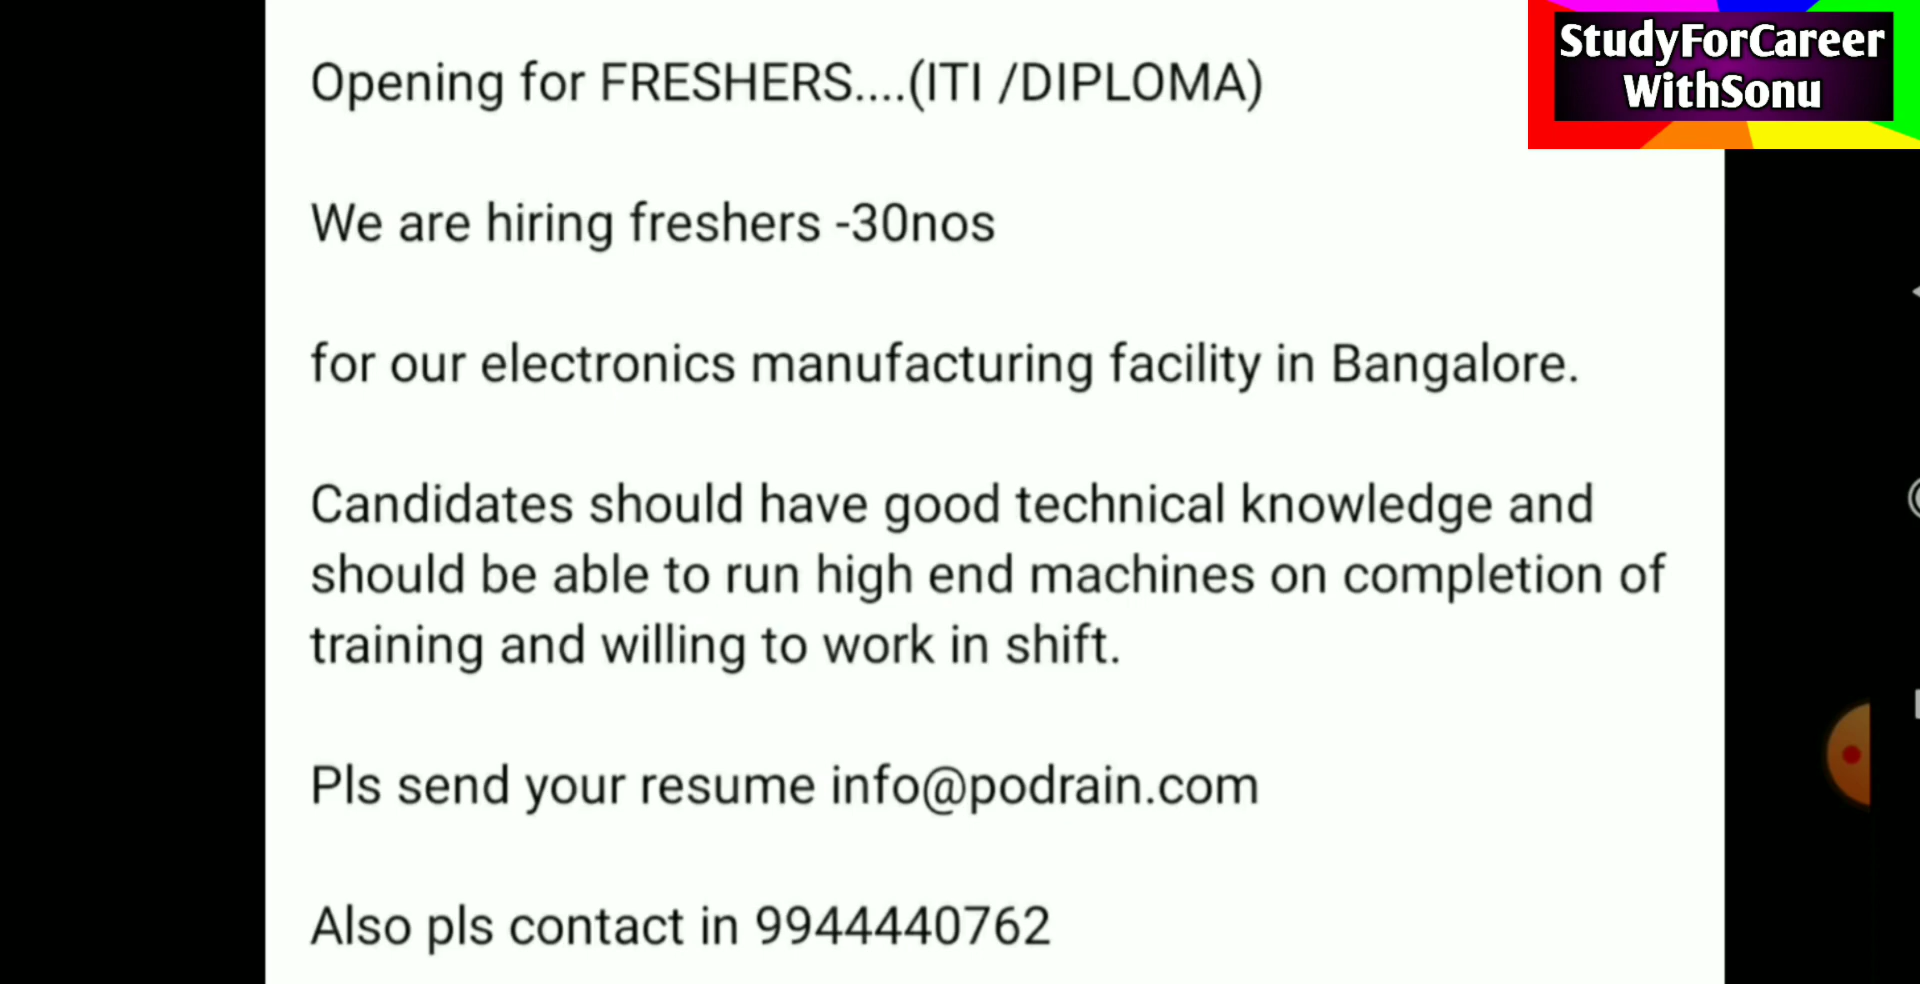 StudyForCareer
WithSonu
Opening for FRESHERS....(ITI /DIPLOMA)
We are hiring freshers -30nos
for our electronics manufacturing facility in Bangalore.
Candidates should have good technical knowledge and
should be able to run high end machines on completion of
training and willing to work in shift.
Pls send your resume info@podrain.com
Also pls contact in 9944440762